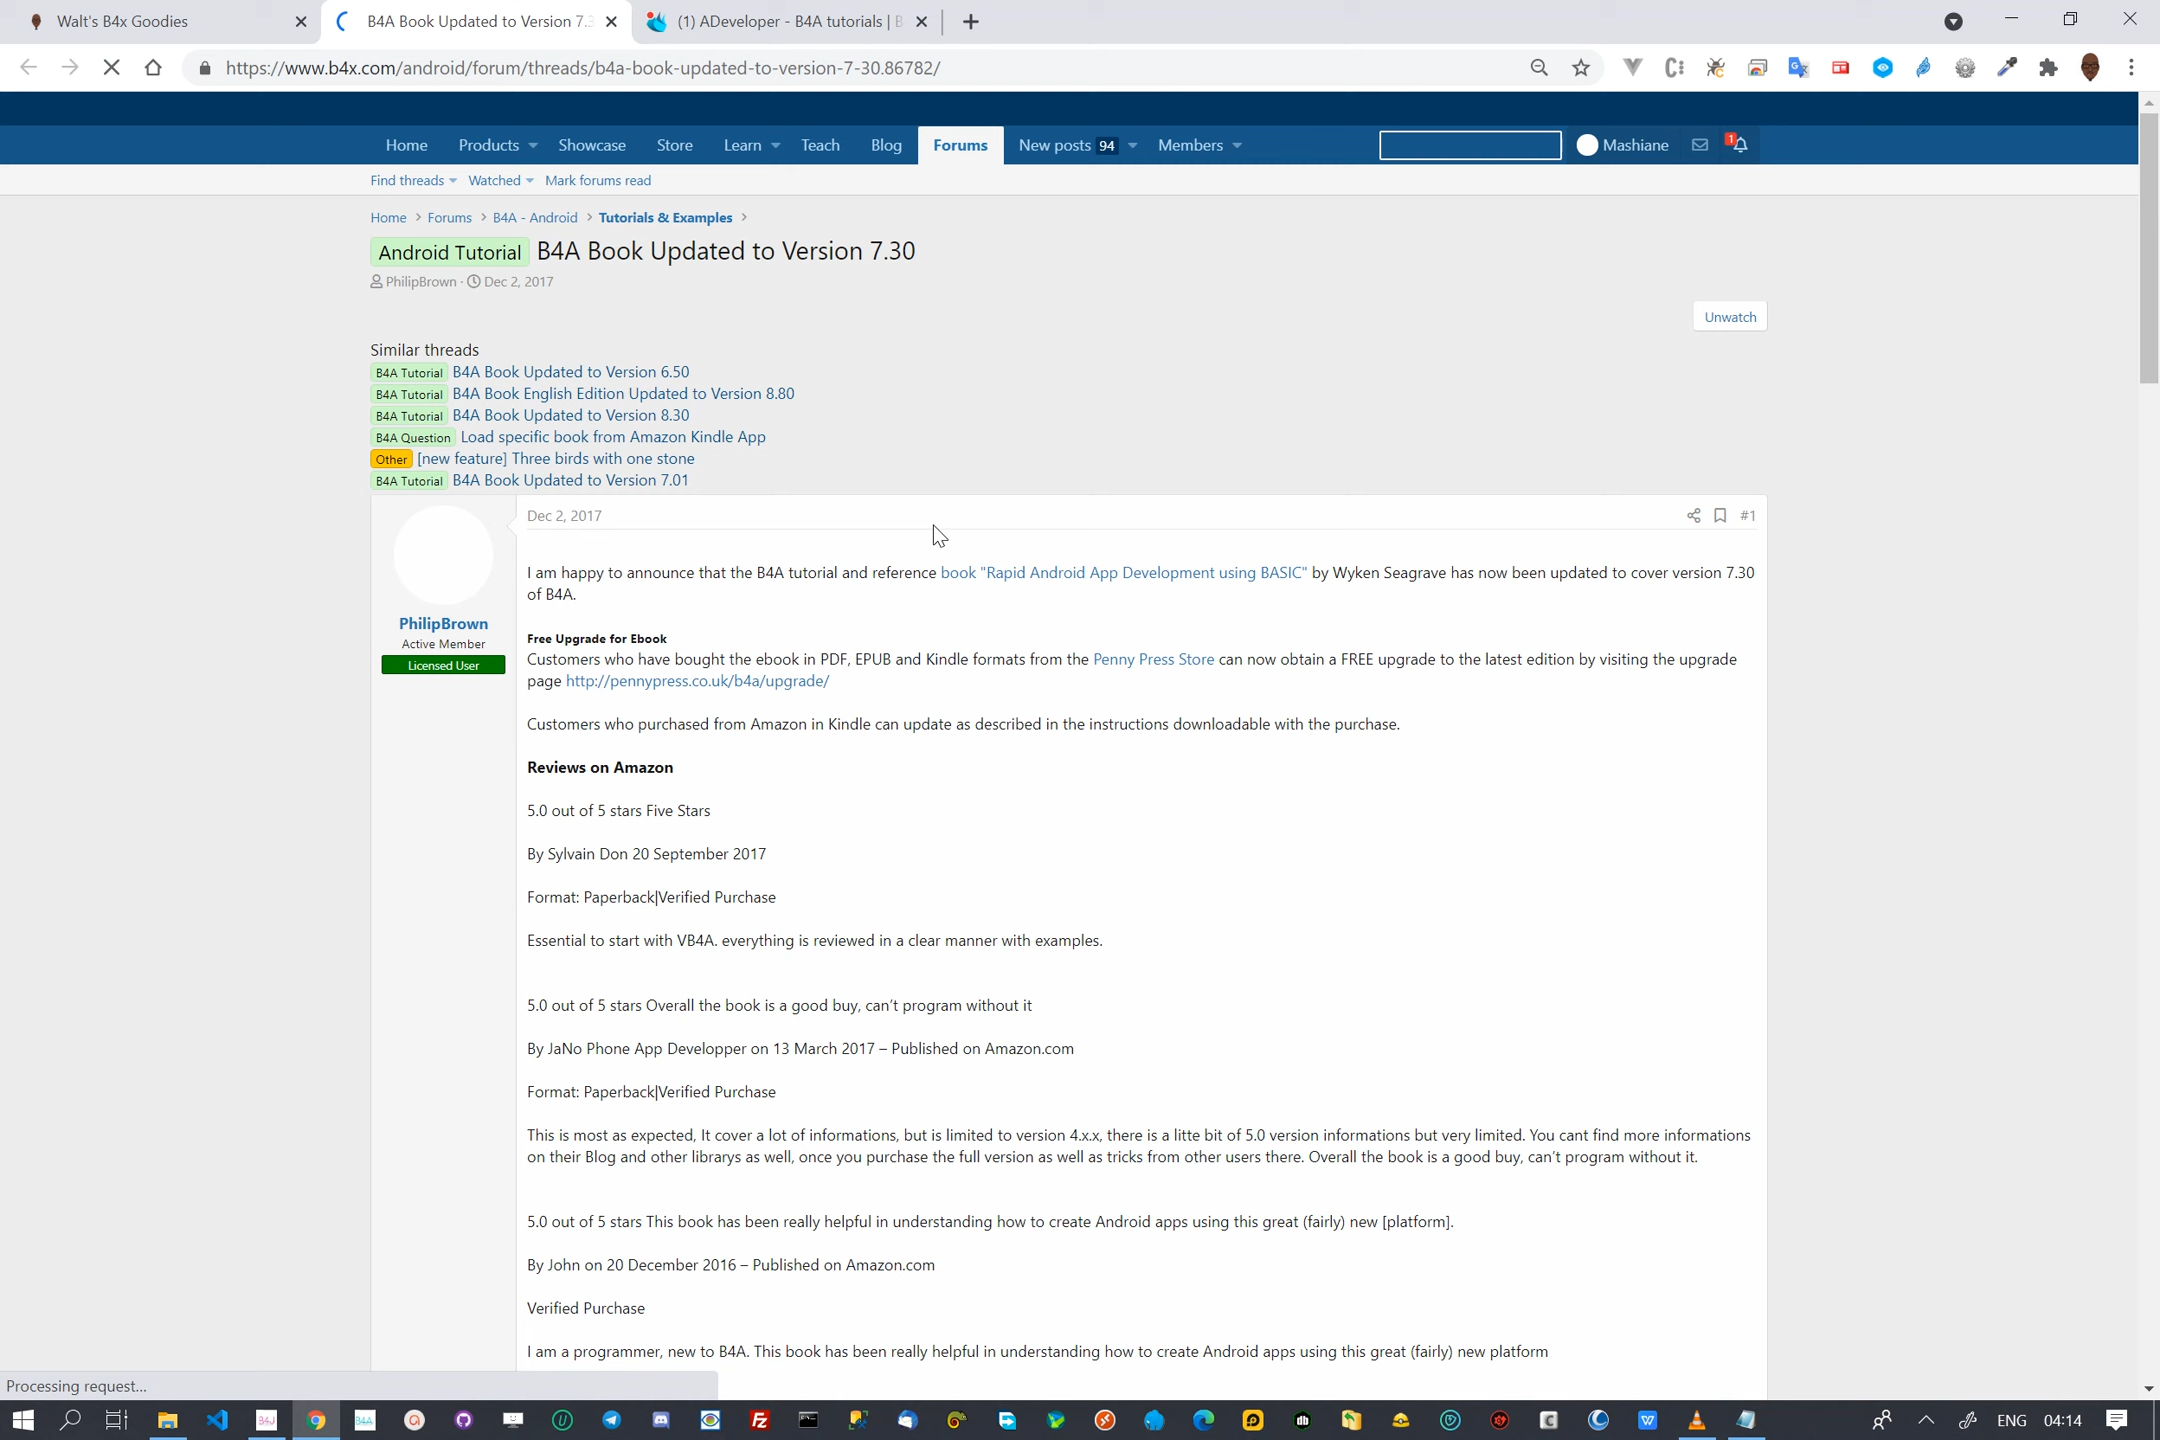 Walt's B4x Goodies
B4A Book Updated to Version 7.3
(1) ADeveloper - B4A tutorials | B
https://www.b4x.com/android/forum/threads/b4a-book-updated-to-version-7-30.86782/
Home Products Showcase Store Learn Teach Blog Forums New posts 94 Members Mashiane 1
Find threads Watched Mark forums read
Home Forums B4A - Android Tutorials & Examples
Android Tutorial B4A Book Updated to Version 7.30
PhilipBrown · Dec 2, 2017
Unwatch
Similar threads
B4A Tutorial B4A Book Updated to Version 6.50
B4A Tutorial B4A Book English Edition Updated to Version 8.80
B4A Tutorial B4A Book Updated to Version 8.30
B4A Question Load specific book from Amazon Kindle App
Other [new feature] Three birds with one stone
B4A Tutorial B4A Book Updated to Version 7.01
Dec 2, 2017 #1
PhilipBrown
Active Member
Licensed User
I am happy to announce that the B4A tutorial and reference book "Rapid Android App Development using BASIC" by Wyken Seagrave has now been updated to cover version 7.30
of B4A.
Free Upgrade for Ebook
Customers who have bought the ebook in PDF, EPUB and Kindle formats from the Penny Press Store can now obtain a FREE upgrade to the latest edition by visiting the upgrade
page http://pennypress.co.uk/b4a/upgrade/
Customers who purchased from Amazon in Kindle can update as described in the instructions downloadable with the purchase.
Reviews on Amazon
5.0 out of 5 stars Five Stars
By Sylvain Don 20 September 2017
Format: Paperback|Verified Purchase
Essential to start with VB4A. everything is reviewed in a clear manner with examples.
5.0 out of 5 stars Overall the book is a good buy, can't program without it
By JaNo Phone App Developper on 13 March 2017 – Published on Amazon.com
Format: Paperback|Verified Purchase
This is most as expected, It cover a lot of informations, but is limited to version 4.x.x, there is a litte bit of 5.0 version informations but very limited. You cant find more informations
on their Blog and other librarys as well, once you purchase the full version as well as tricks from other users there. Overall the book is a good buy, can't program without it.
5.0 out of 5 stars This book has been really helpful in understanding how to create Android apps using this great (fairly) new [platform].
By John on 20 December 2016 – Published on Amazon.com
Verified Purchase
I am a programmer, new to B4A. This book has been really helpful in understanding how to create Android apps using this great (fairly) new platform
Processing request...
B4J B4A ENG 04:14